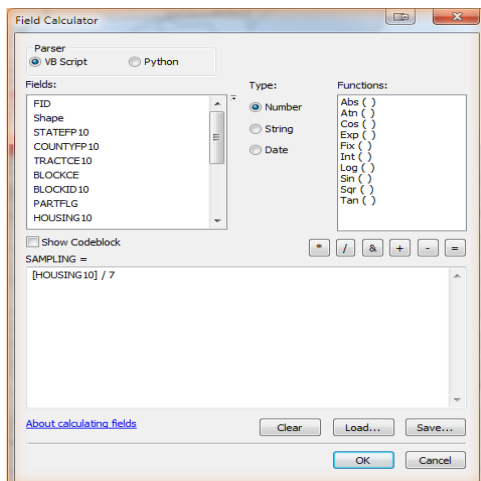 Field Calculator
Parser
VB Script Python
Fields: Type: Functions:
FID
Shape
STATEFP10
COUNTYFP10
TRACTCE10
BLOCKCE
BLOCKID10
PARTFLG
HOUSING10
Number
String
Date
Abs ( )
Atn ( )
Cos ( )
Exp ( )
Fix ( )
Int ( )
Log ( )
Sin ( )
Sqr ( )
Tan ( )
Show Codeblock
* / & + - =
SAMPLING =
[HOUSING10] / 7
About calculating fields Clear Load... Save...
OK Cancel